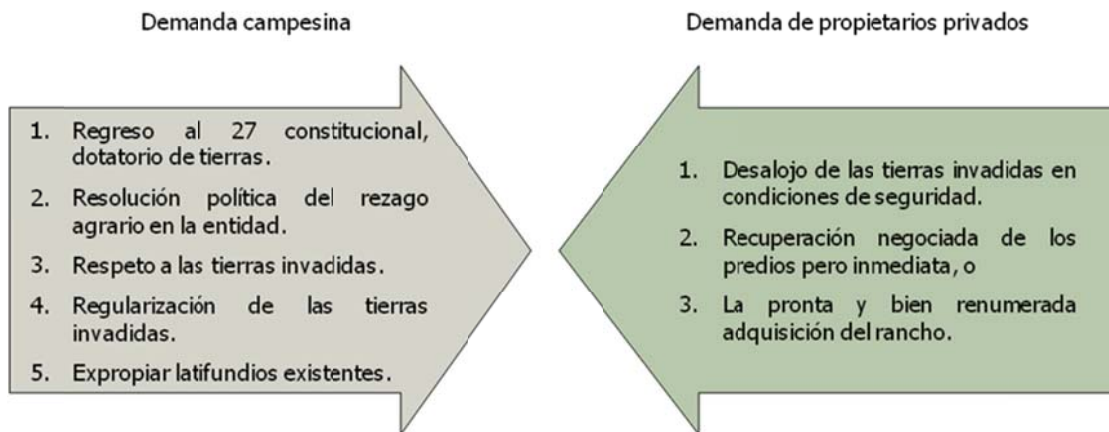 Demanda campesina
1. Regreso al 27 constitucional,
dotatorio de tierras.
2. Resolución política del rezago
agrario en la entidad.
3. Respeto a las tierras invadidas.
4. Regularización de las tierras
invadidas.
5. Expropiar latifundios existentes.
Demanda de propietarios privados
1. Desalojo de las tierras invadidas en
condiciones de seguridad.
2. Recuperación negociada de los
predios pero inmediata, o
3. La pronta y bien renumerada
adquisición del rancho.